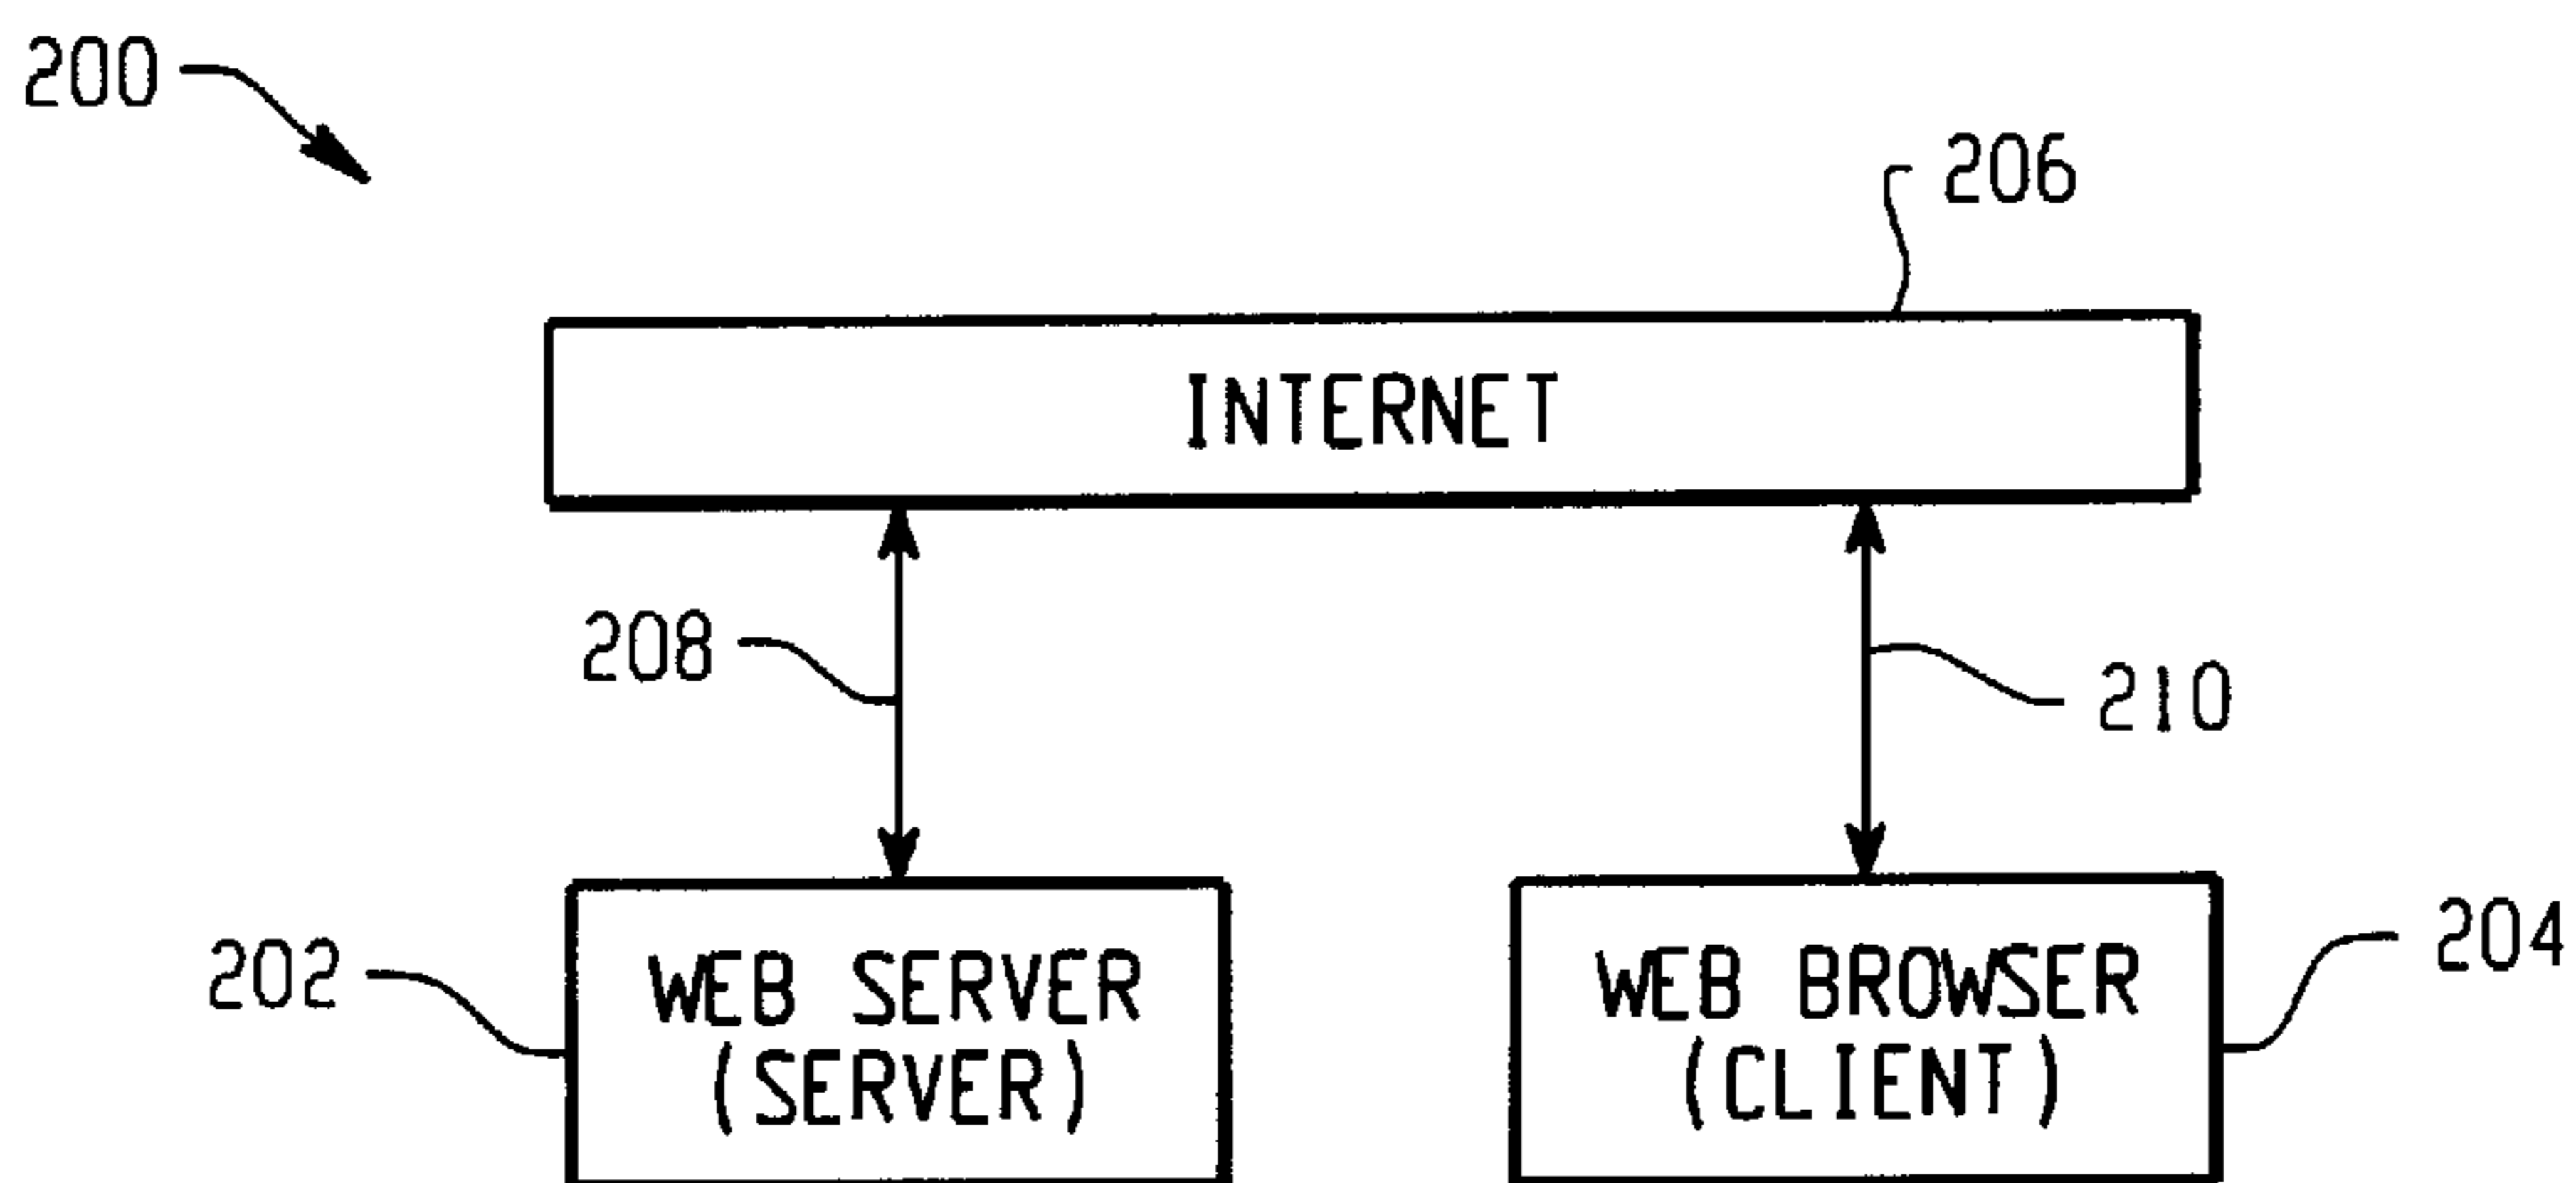 200
206
INTERNET
208
210
202
WEB SERVER
(SERVER)
WEB BROWSER
(CLIENT)
204